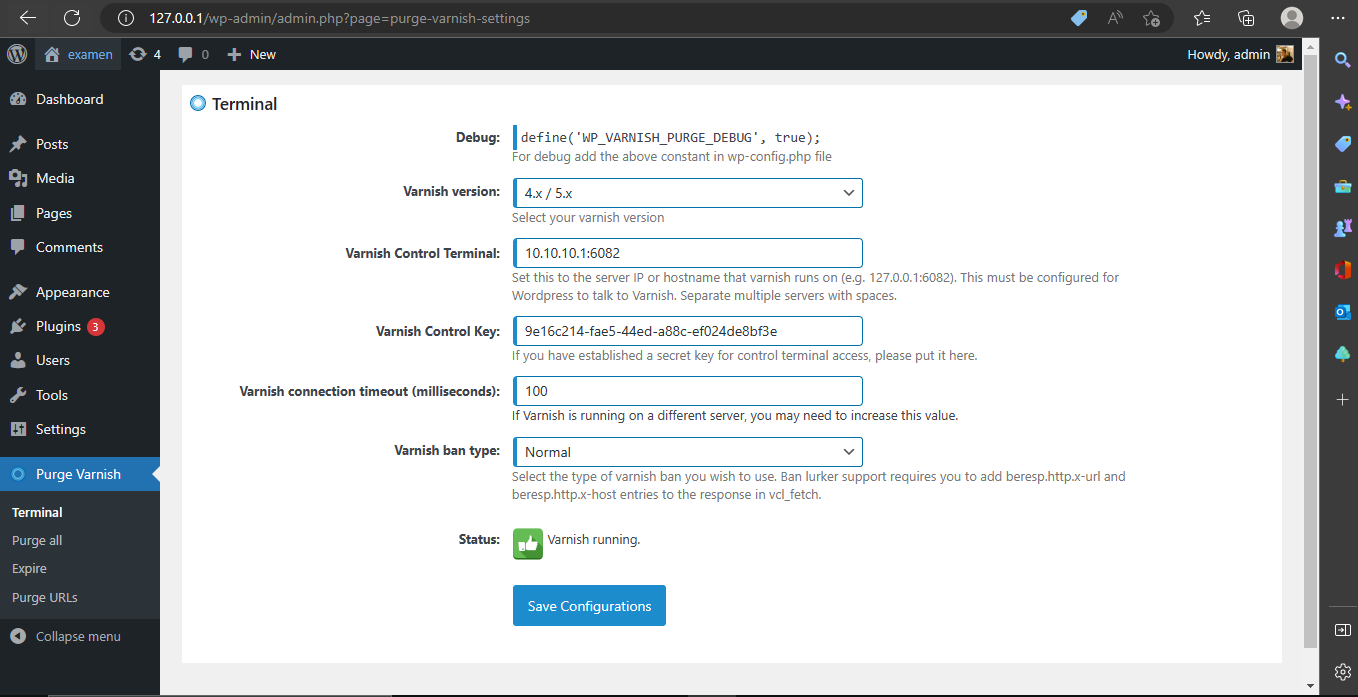 127.0.0.1/wp-admin/admin.php?page=purge-varnish-settings
examen 4 0 New Howdy, admin
Dashboard
Posts
Media
Pages
Comments
Appearance
Plugins 3
Users
Tools
Settings
Purge Varnish
Terminal
Purge all
Expire
Purge URLs
Collapse menu
Terminal
Debug: define('WP_VARNISH_PURGE_DEBUG', true);
For debug add the above constant in wp-config.php file
Varnish version: 4.x / 5.x
Select your varnish version
Varnish Control Terminal: 10.10.10.1:6082
Set this to the server IP or hostname that varnish runs on (e.g. 127.0.0.1:6082). This must be configured for
Wordpress to talk to Varnish. Separate multiple servers with spaces.
Varnish Control Key: 9e16c214-fae5-44ed-a88c-ef024de8bf3e
If you have established a secret key for control terminal access, please put it here.
Varnish connection timeout (milliseconds): 100
If Varnish is running on a different server, you may need to increase this value.
Varnish ban type: Normal
Select the type of varnish ban you wish to use. Ban lurker support requires you to add beresp.http.x-url and
beresp.http.x-host entries to the response in vcl_fetch.
Status: Varnish running.
Save Configurations